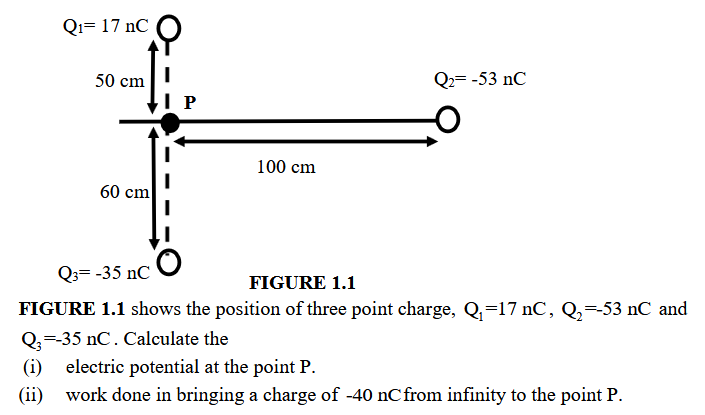 Q₁= 17 nC
50 cm
Q₂= -53 nC
P
100 cm
60 cm
Q₃= -35 nC
FIGURE 1.1
FIGURE 1.1 shows the position of three point charge, Q₁=17 nC, Q₂=-53 nC and
Q₃=-35 nC. Calculate the
(i) electric potential at the point P.
(ii) work done in bringing a charge of -40 nC from infinity to the point P.